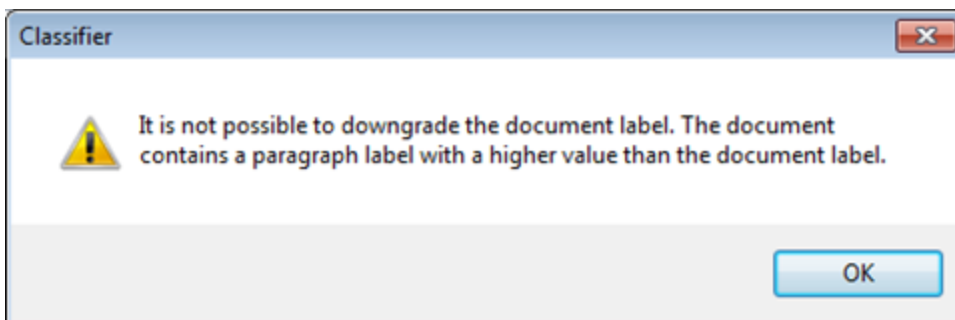 Classifier
It is not possible to downgrade the document label. The document
contains a paragraph label with a higher value than the document label.
OK